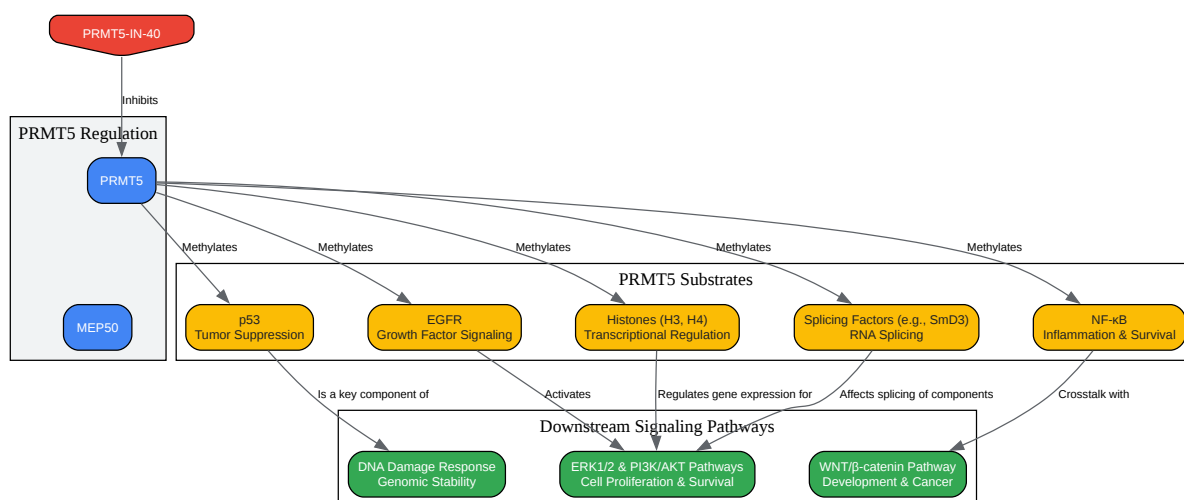 PRMT5-IN-40
Inhibits
PRMT5 Regulation
PRMT5
Methylates
Methylates
Methylates
Methylates
Methylates
PRMT5 Substrates
MEP50
p53
Tumor Suppression
EGFR
Growth Factor Signaling
Histones (H3, H4)
Transcriptional Regulation
Splicing Factors (e.g., SmD3)
RNA Splicing
NF-κB
Inflammation & Survival
Is a key component of
Activates
Regulates gene expression for
Affects splicing of components
Crosstalk with
Downstream Signaling Pathways
DNA Damage Response
Genomic Stability
ERK1/2 & PI3K/AKT Pathways
Cell Proliferation & Survival
WNT/β-catenin Pathway
Development & Cancer